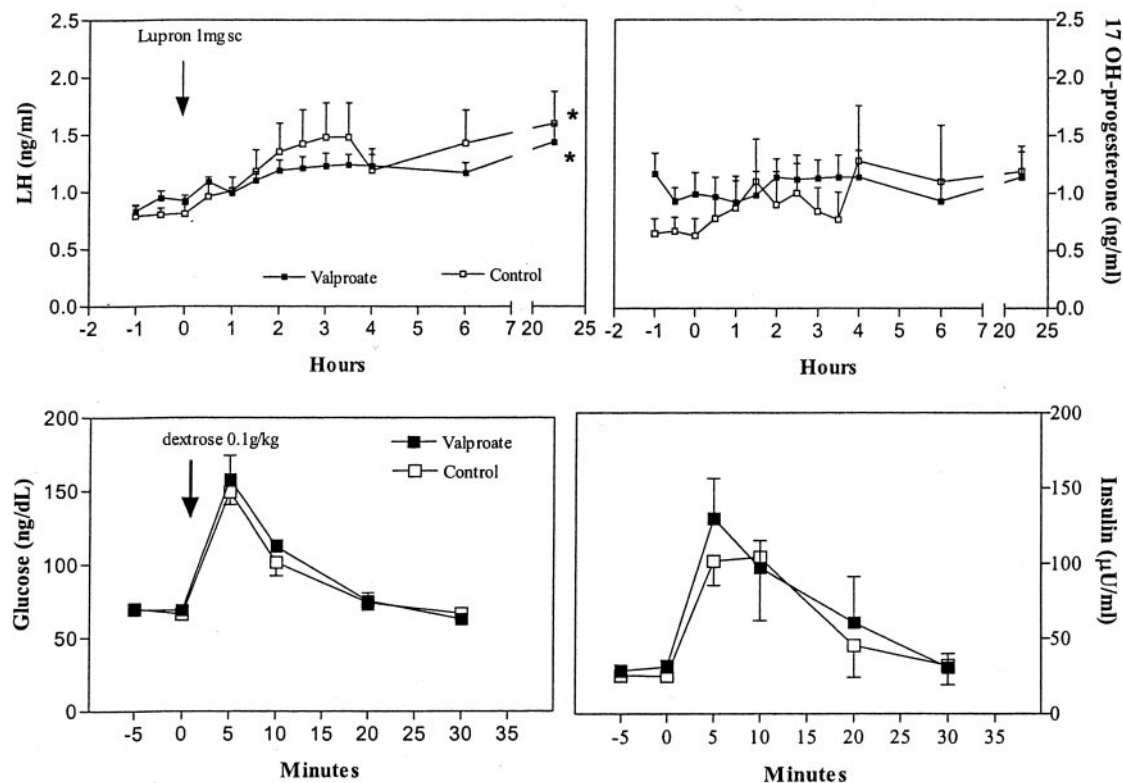 Lupron 1mg sc
LH (ng/ml)
2.5
2.0
1.5
1.0
0.5
0.0
*
*
Valproate
Control
-2 -1 0 1 2 3 4 6 7 20 25
Hours
2.5
2.0
1.5
1.0
0.5
0.0
17 OH-progesterone (ng/ml)
-2 -1 0 1 2 3 4 6 7 20 25
Hours
dextrose 0.1g/kg
Glucose (ng/dL)
200
150
100
50
0
Valproate
Control
-5 0 5 10 15 20 25 30 35
Minutes
200
150
100
50
0
Insulin (μU/ml)
-5 0 5 10 15 20 25 30 35
Minutes